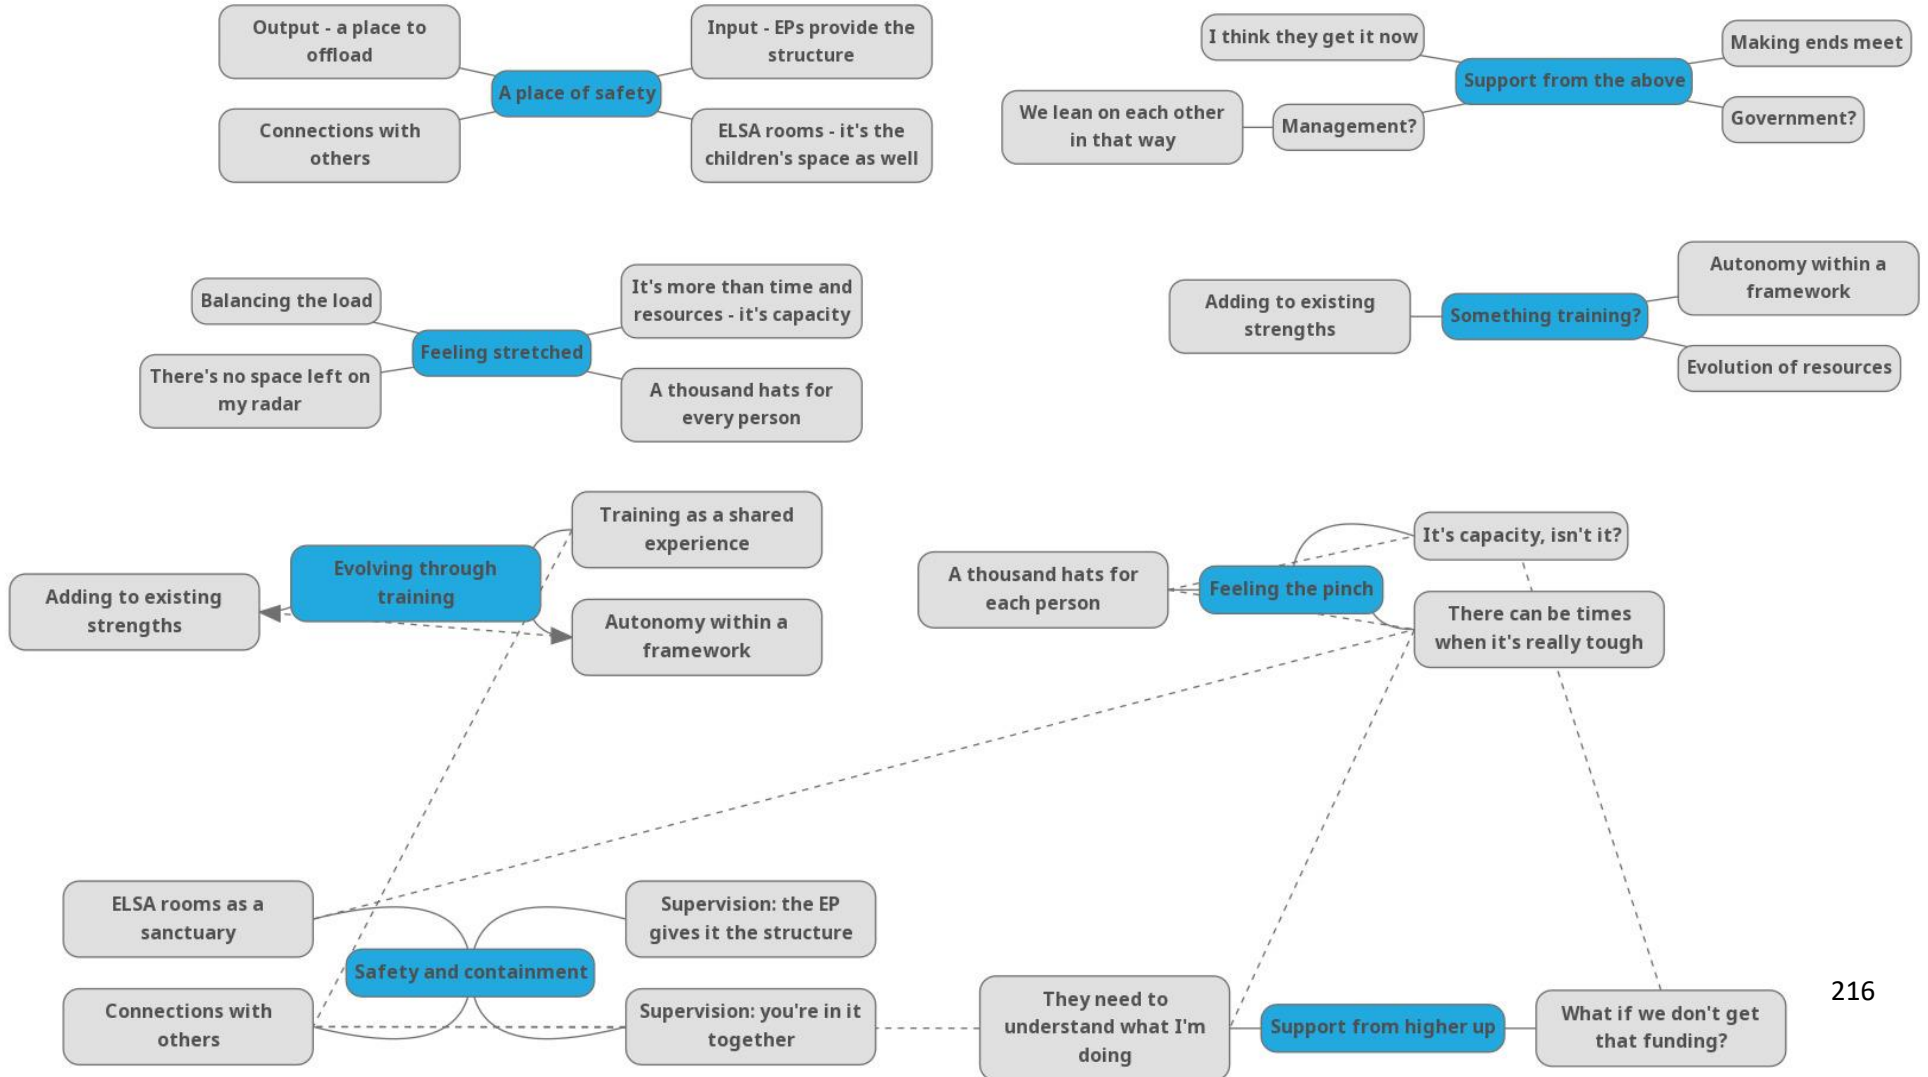 Output - a place to
offload
Input - EPs provide the
structure
A place of safety
Connections with
others
ELSA rooms - it's the
children's space as well
I think they get it now
Making ends meet
Support from the above
We lean on each other
in that way
Management?
Government?
Balancing the load
It's more than time and
resources - it's capacity
Feeling stretched
There's no space left on
my radar
A thousand hats for
every person
Adding to existing
strengths
Something training?
Autonomy within a
framework
Evolution of resources
Training as a shared
experience
Evolving through
training
Adding to existing
strengths
Autonomy within a
framework
It's capacity, isn't it?
A thousand hats for
each person
Feeling the pinch
There can be times
when it's really tough
ELSA rooms as a
sanctuary
Supervision: the EP
gives it the structure
Safety and containment
Connections with
others
Supervision: you're in it
together
They need to
understand what I'm
doing
Support from higher up
What if we don't get
that funding?
216